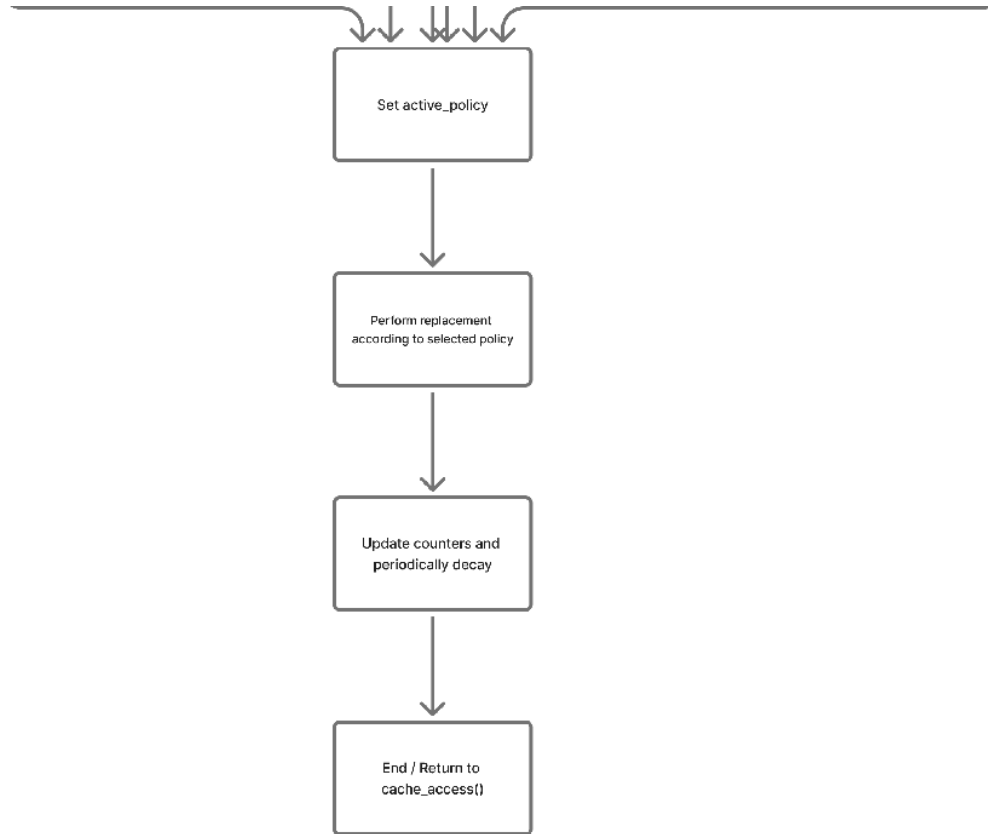 Set active_policy
Perform replacement
according to selected policy
Update counters and
periodically decay
End / Return to
cache_access()